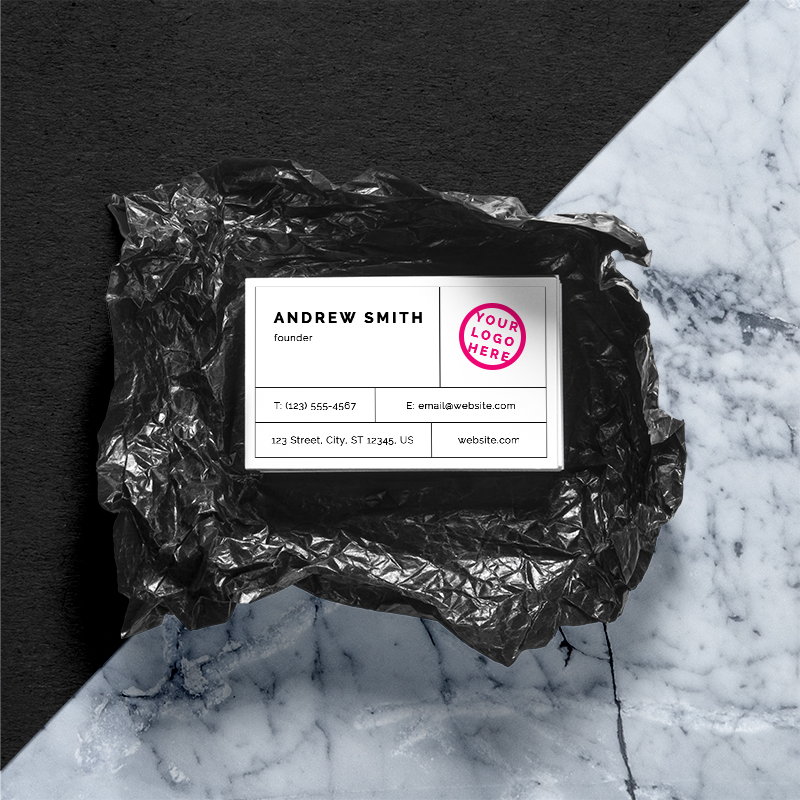 ANDREW SMITH
founder
YOUR
LOGO
HERE
T: (123) 555-4567
E: email@website.com
123 Street, City, ST 12345, US
website.com